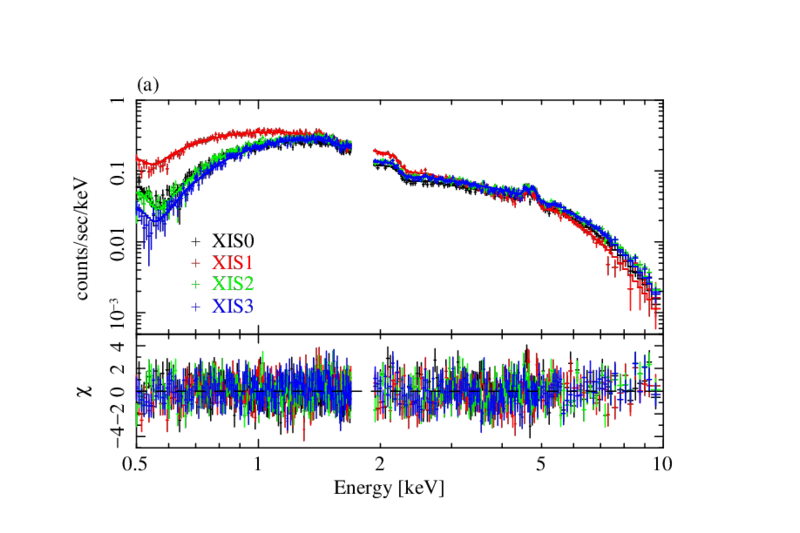 (a)
1
0.1
0.01
10⁻³
counts/sec/keV
XIS0
XIS1
XIS2
XIS3
4
2
0
−2
−4
χ
0.5 1 2 5 10
Energy [keV]